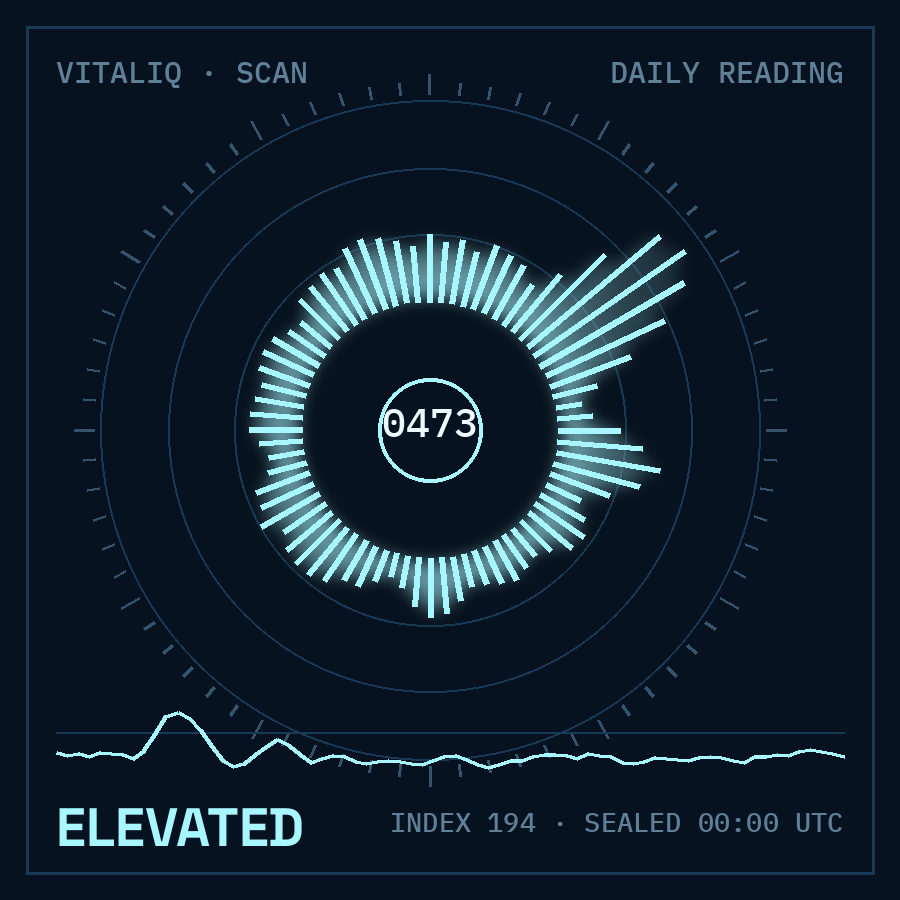 VITALIQ · SCAN
DAILY READING
0473
ELEVATED
INDEX 194 · SEALED 00:00 UTC